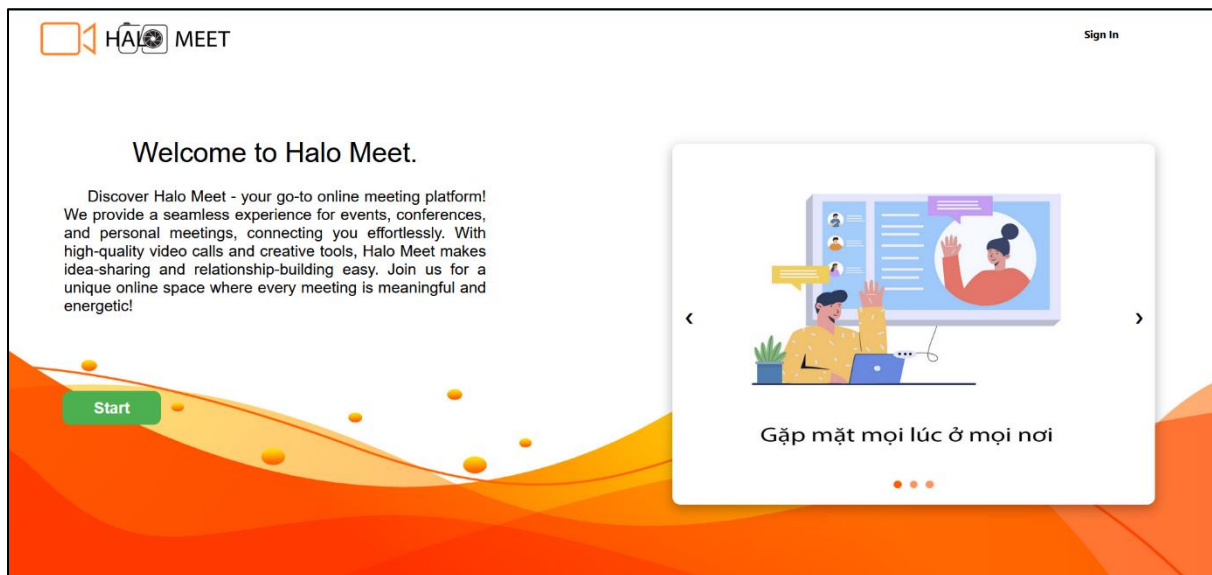 HALO MEET
Sign In
Welcome to Halo Meet.
Discover Halo Meet - your go-to online meeting platform!
We provide a seamless experience for events, conferences,
and personal meetings, connecting you effortlessly. With
high-quality video calls and creative tools, Halo Meet makes
idea-sharing and relationship-building easy. Join us for a
unique online space where every meeting is meaningful and
energetic!
Start
Gặp mặt mọi lúc ở mọi nơi